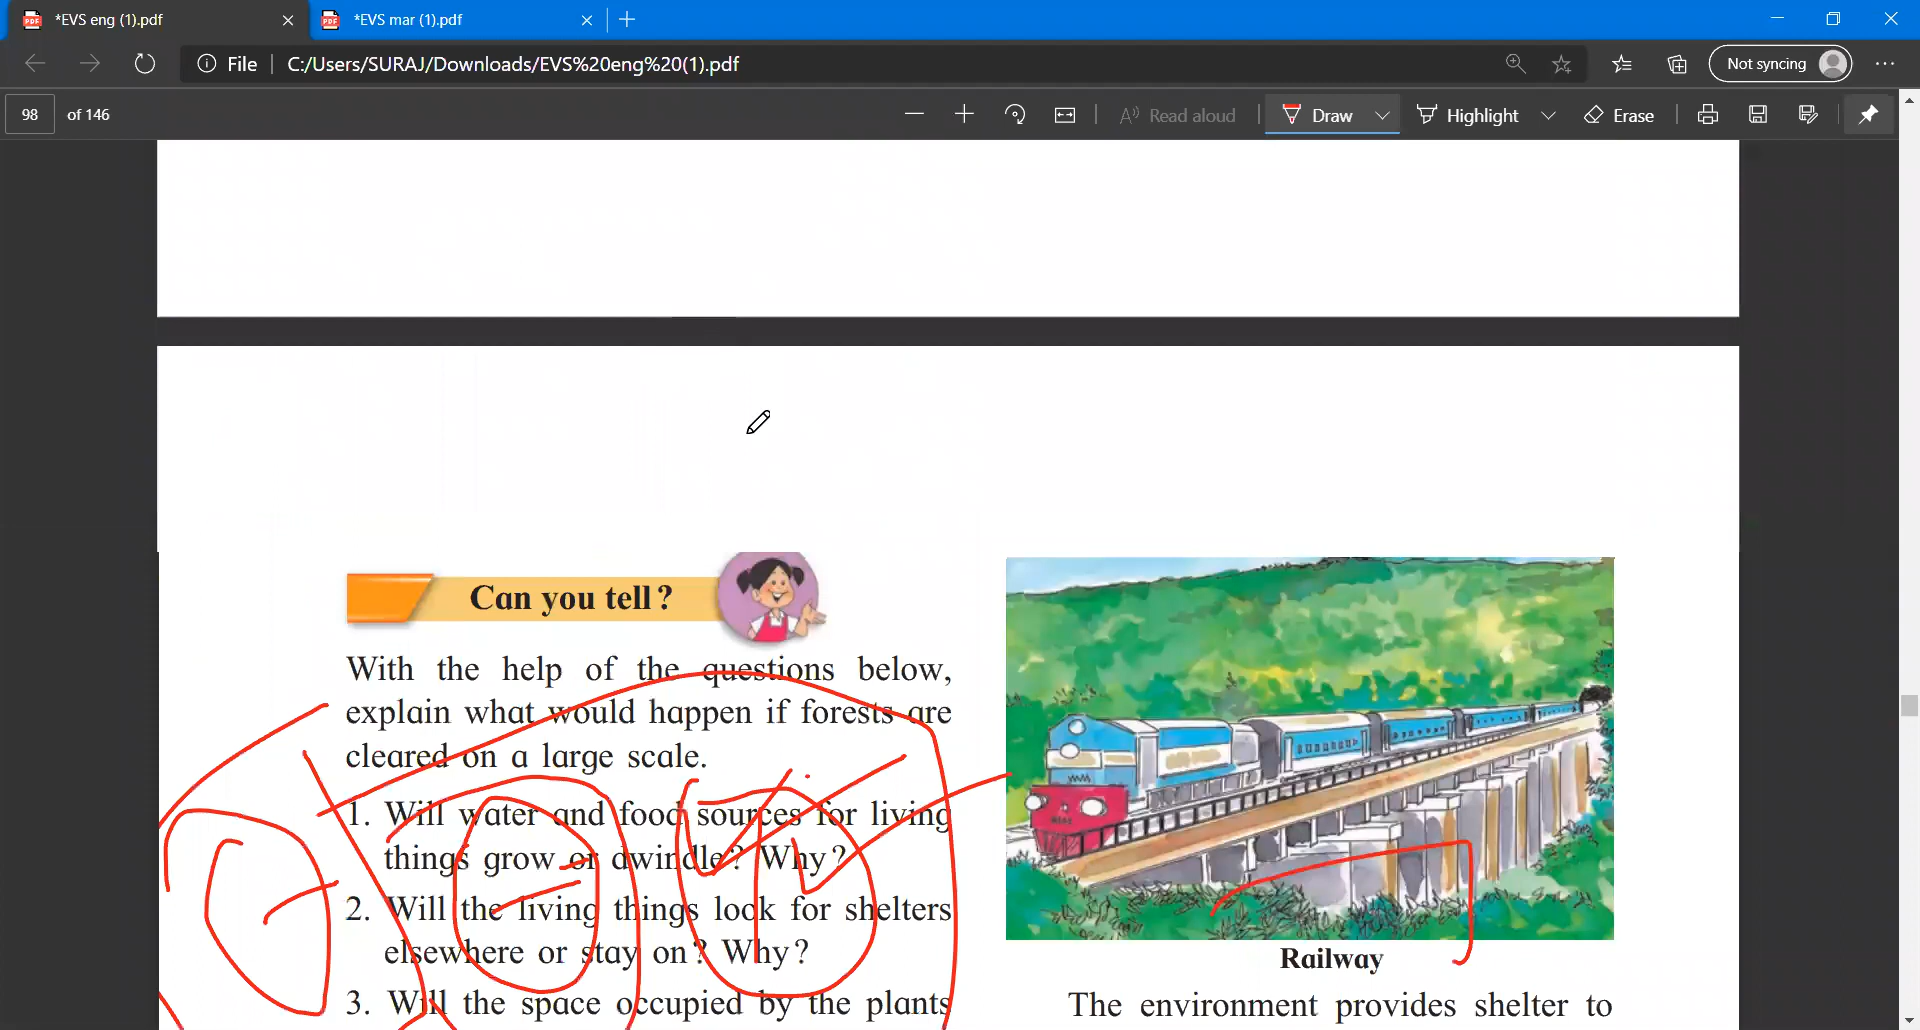 *EVS eng (1).pdf
*EVS mar (1).pdf
File
C:/Users/SURAJ/Downloads/EVS%20eng%20(1).pdf
Not syncing
98 of 146
Read aloud
Draw
Highlight
Erase
Can you tell?
With the help of the questions below,
explain what would happen if forests are
cleared on a large scale.
1. Will water and food sources for living
things grow or dwindle? Why?
2. Will the living things look for shelters
elsewhere or stay on? Why?
3. Will the space occupied by the plants
Railway
The environment provides shelter to